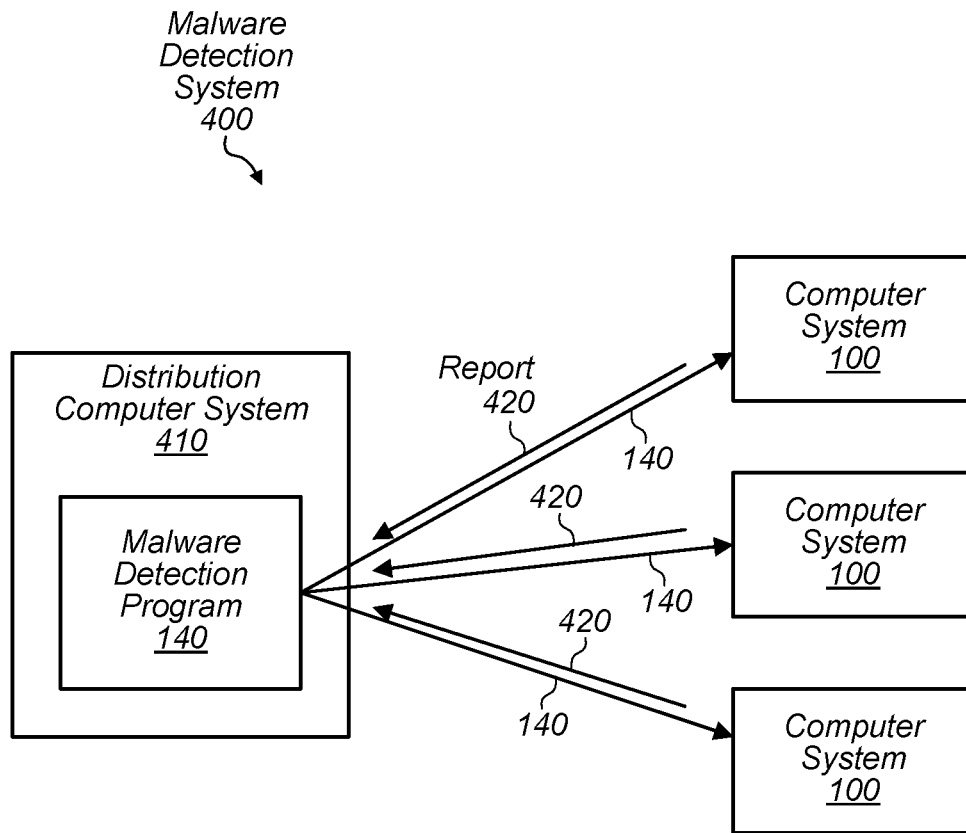 Malware
Detection
System
400
Computer
System
100
Distribution
Computer System
410
Report
420
140
Malware
Detection
Program
140
420
140
Computer
System
100
420
140
Computer
System
100